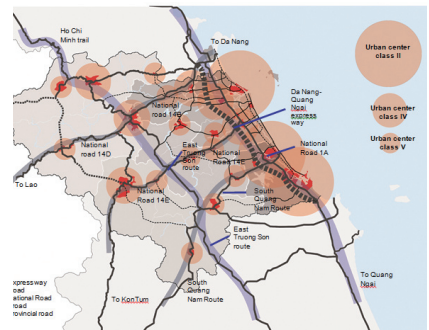 Ho Chi
Minh trail
To Da Nang
Urban center
class II
National
road 14B
Da Nang-
Quang
Ngai
express
way
Urban center
class IV
Urban center
class V
National
road 14D
East
Truong
Son
route
National
Road 14E
National
Road 1A
To Lao
National
Road 14E
South
Quang
Nam Route
East
Truong Son
route
To KonTum
South
Quang
Nam Route
To Quang
Ngai
expressway
oad
ational Road
road
provincial road